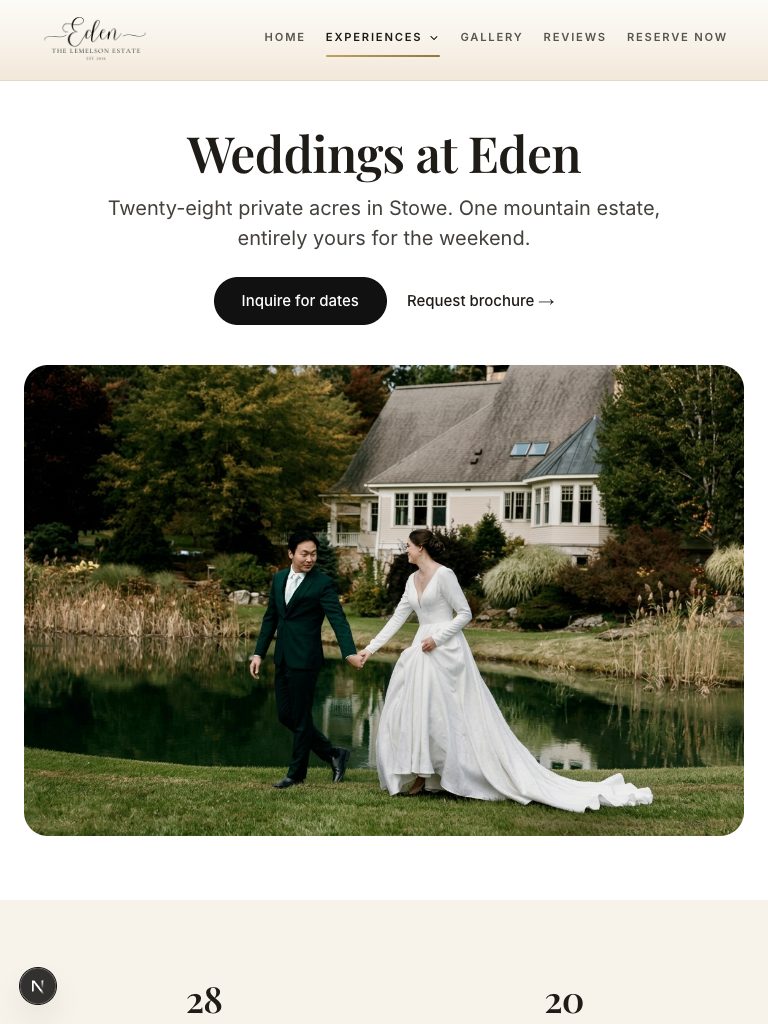 Eden
THE LEMELSON ESTATE
HOME EXPERIENCES GALLERY REVIEWS RESERVE NOW
Weddings at Eden
Twenty-eight private acres in Stowe. One mountain estate,
entirely yours for the weekend.
Inquire for dates Request brochure →
28 20
N